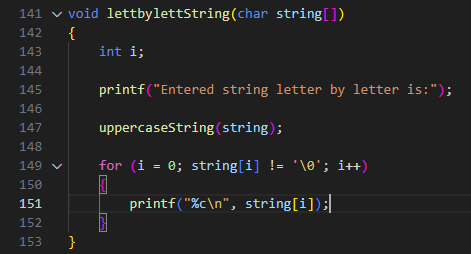 141 void lettbylettString(char string[])
142 {
143     int i;
144
145     printf("Entered string letter by letter is:");
146
147     uppercaseString(string);
148
149     for (i = 0; string[i] != '\0'; i++)
150     {
151         printf("%c\n", string[i]);
152     }
153 }